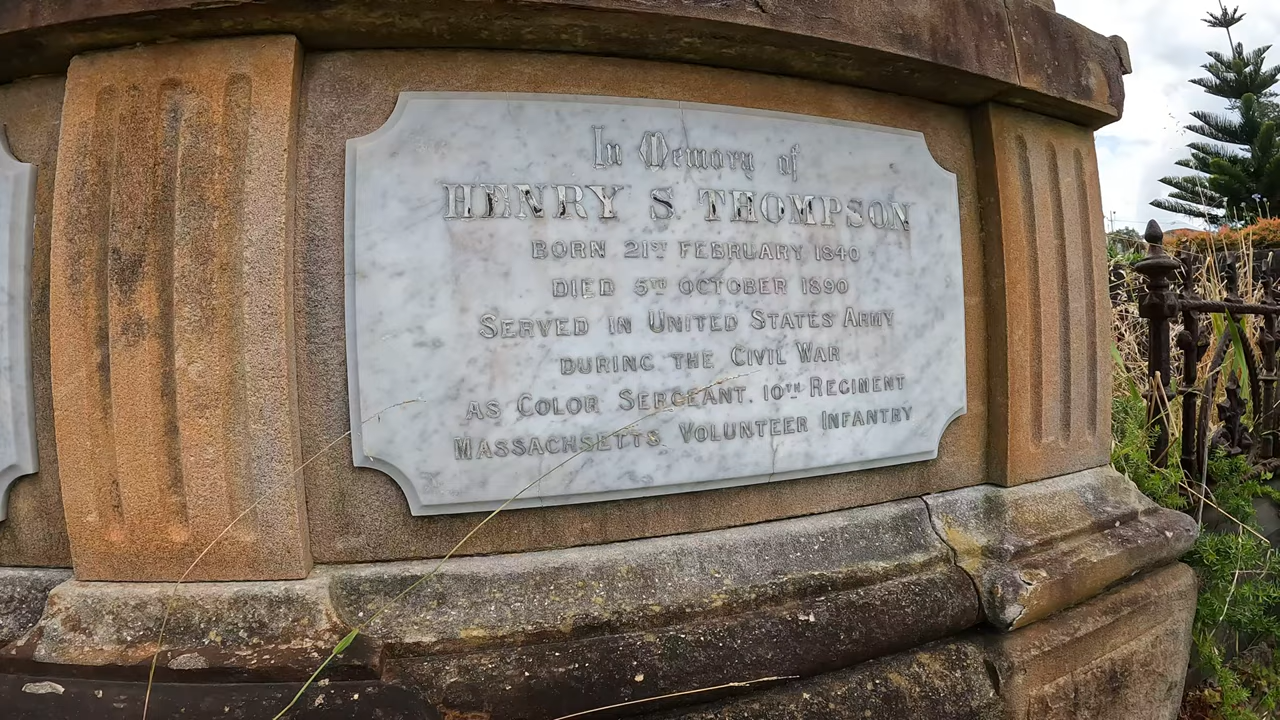 In Memory of
HENRY S. THOMPSON
BORN 21ST FEBRUARY 1840
DIED 5TH OCTOBER 1890
SERVED IN UNITED STATES ARMY
DURING THE CIVIL WAR
AS COLOR SERGEANT. 10TH REGIMENT
MASSACHSETTS VOLUNTEER INFANTRY